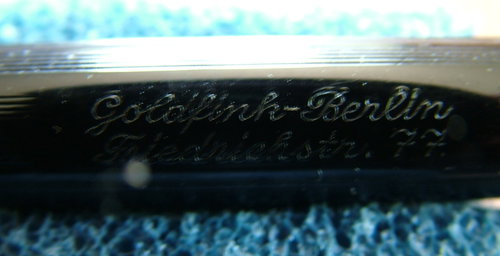 Goldfink-Berlin
Friedrichstr. 77.